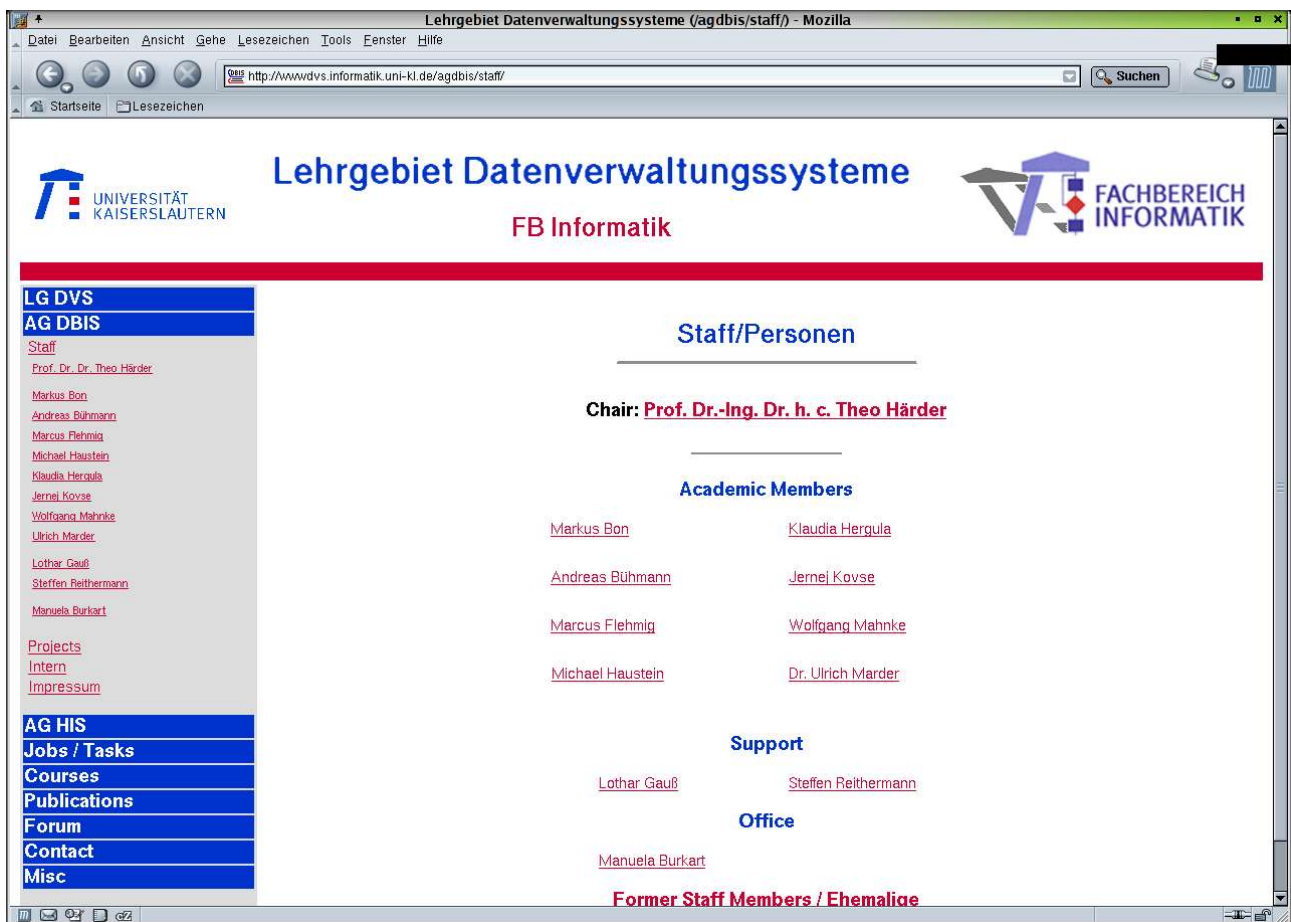 Lehrgebiet Datenverwaltungssysteme (/agdbis/staff/) - Mozilla
Datei Bearbeiten Ansicht Gehe Lesezeichen Tools Fenster Hilfe
http://wwwdvs.informatik.uni-kl.de/agdbis/staff/ Suchen
Startseite Lesezeichen
UNIVERSITÄT
KAISERSLAUTERN
Lehrgebiet Datenverwaltungssysteme
FB Informatik
FACHBEREICH
INFORMATIK
LG DVS
AG DBIS
Staff
Prof. Dr. Dr. Theo Härder
Markus Bon
Andreas Bühmann
Marcus Flehmig
Michael Haustein
Klaudia Hergula
Jernej Kovse
Wolfgang Mahnke
Ulrich Marder
Lothar Gauß
Steffen Reithermann
Manuela Burkart
Projects
Intern
Impressum
AG HIS
Jobs / Tasks
Courses
Publications
Forum
Contact
Misc
Staff/Personen
Chair: Prof. Dr.-Ing. Dr. h. c. Theo Härder
Academic Members
Markus Bon Klaudia Hergula
Andreas Bühmann Jernej Kovse
Marcus Flehmig Wolfgang Mahnke
Michael Haustein Dr. Ulrich Marder
Support
Lothar Gauß Steffen Reithermann
Office
Manuela Burkart
Former Staff Members / Ehemalige